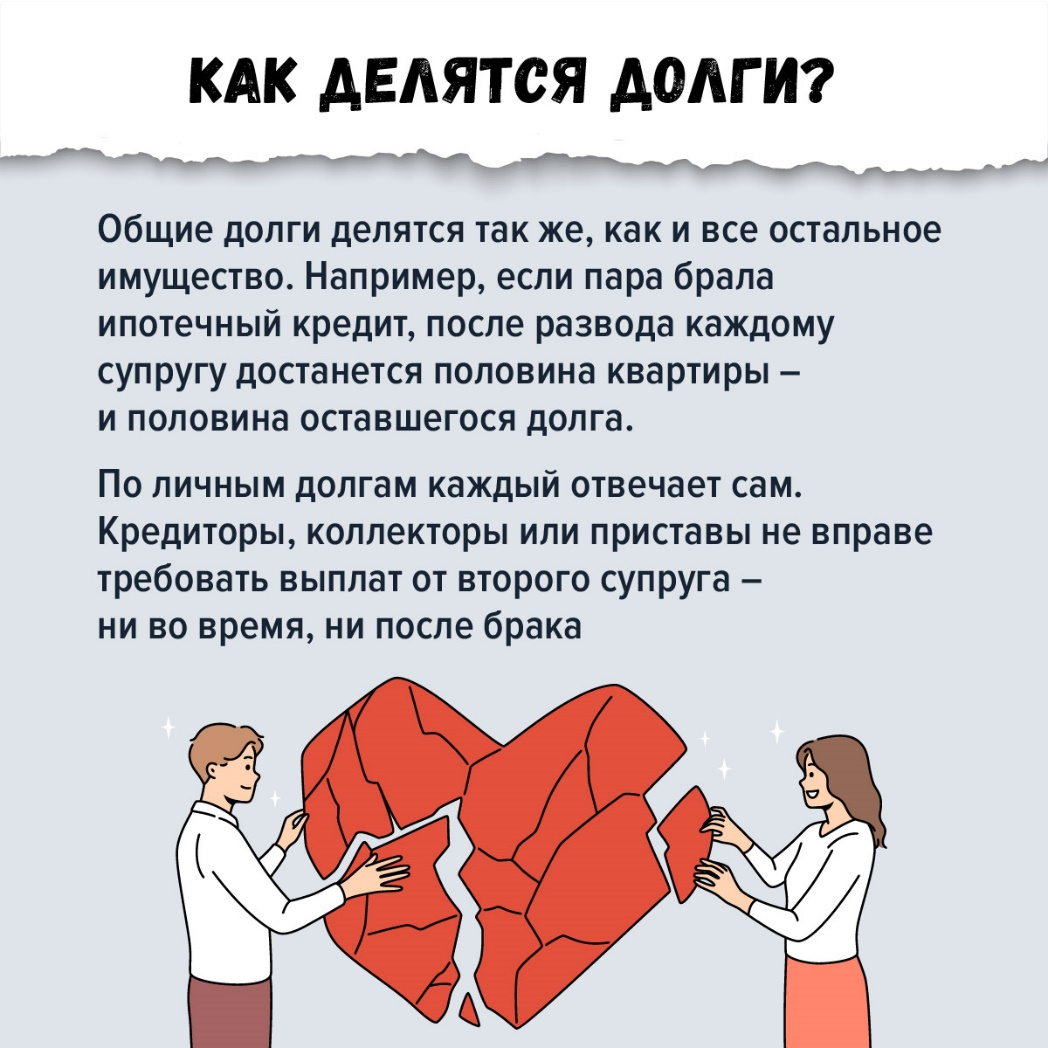 КАК ДЕЛЯТСЯ ДОЛГИ?
Общие долги делятся так же, как и все остальное
имущество. Например, если пара брала
ипотечный кредит, после развода каждому
супругу достанется половина квартиры –
и половина оставшегося долга.
По личным долгам каждый отвечает сам.
Кредиторы, коллекторы или приставы не вправе
требовать выплат от второго супруга –
ни во время, ни после брака